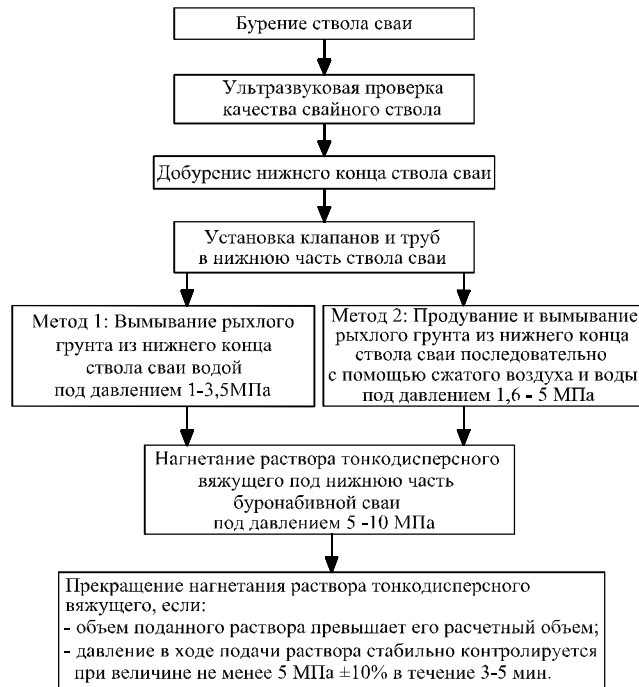 Бурение ствола сваи
Ультразвуковая проверка
качества свайного ствола
Добурение нижнего конца ствола сваи
Установка клапанов и труб
в нижнюю часть ствола сваи
Метод 1: Вымывание рыхлого
грунта из нижнего конца
ствола сваи водой
под давлением 1-3,5МПа
Метод 2: Продувание и вымывание
рыхлого грунта из нижнего конца
ствола сваи последовательно
с помощью сжатого воздуха и воды
под давлением 1,6 - 5 МПа
Нагнетание раствора тонкодисперсного
вяжущего под нижнюю часть
буронабивной сваи
под давлением 5 -10 МПа
Прекращение нагнетания раствора тонкодисперсного
вяжущего, если:
- объем поданного раствора превышает его расчетный объем;
- давление в ходе подачи раствора стабильно контролируется
при величине не менее 5 МПа ±10% в течение 3-5 мин.